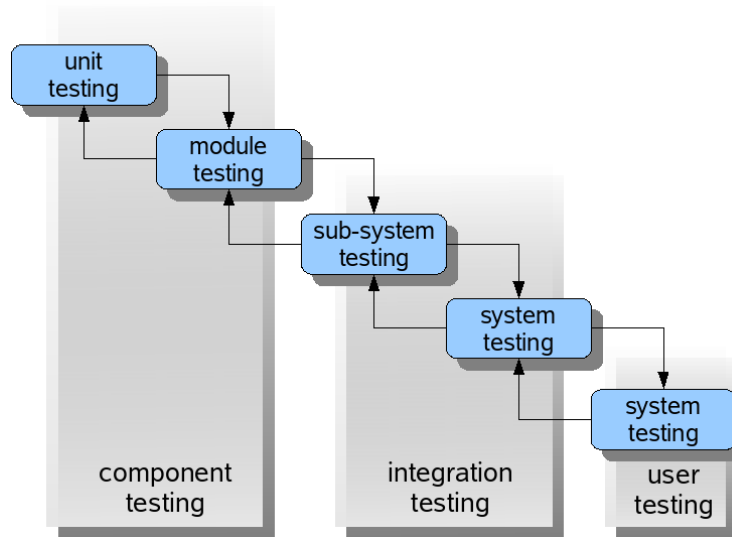 unit
testing
module
testing
sub-system
testing
system
testing
system
testing
component
testing
integration
testing
user
testing